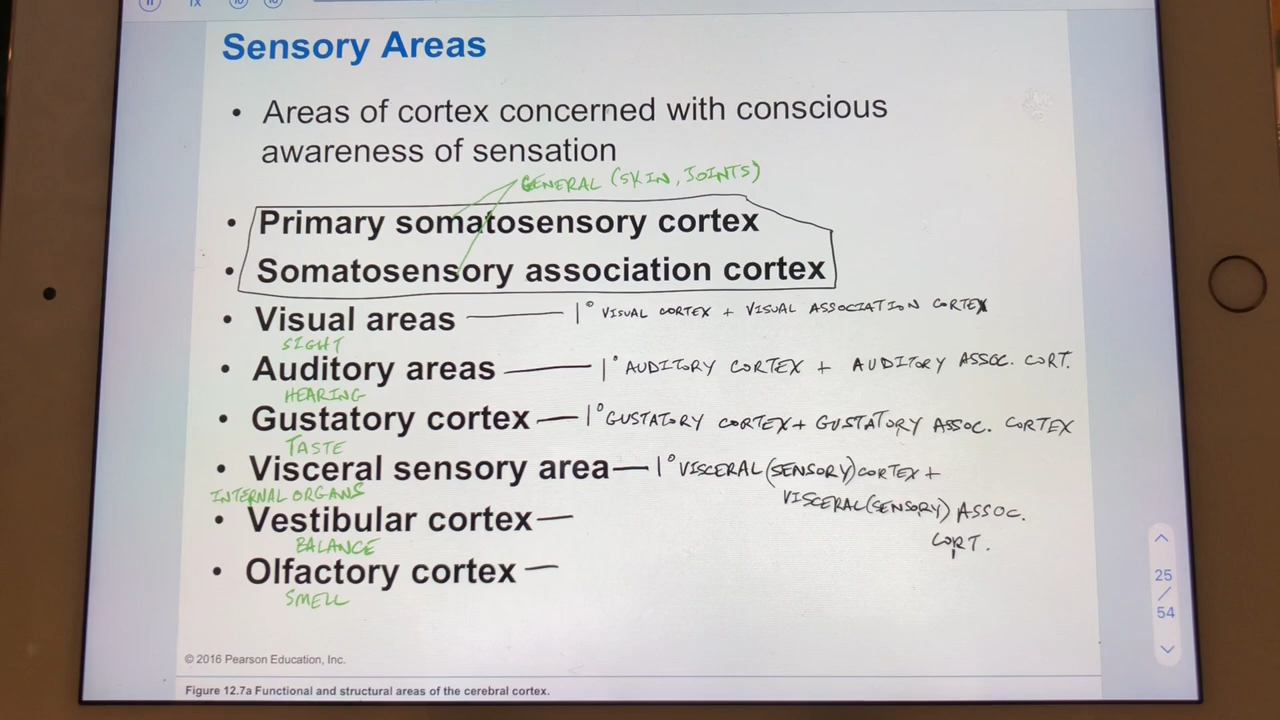 1x
10
10
Sensory Areas
• Areas of cortex concerned with conscious
awareness of sensation
GENERAL (SKIN, JOINTS)
• Primary somatosensory cortex
• Somatosensory association cortex
• Visual areas — 1° VISUAL CORTEX + VISUAL ASSOCIATION CORTEX
SIGHT
• Auditory areas — 1° AUDITORY CORTEX + AUDITORY ASSOC. CORT.
HEARING
• Gustatory cortex — 1° GUSTATORY CORTEX + GUSTATORY ASSOC. CORTEX
TASTE
• Visceral sensory area — 1° VISCERAL (SENSORY) CORTEX +
VISCERAL (SENSORY) ASSOC.
CORT.
INTERNAL ORGANS
• Vestibular cortex —
BALANCE
• Olfactory cortex —
SMELL
25
/
54
© 2016 Pearson Education, Inc.
Figure 12.7a Functional and structural areas of the cerebral cortex.